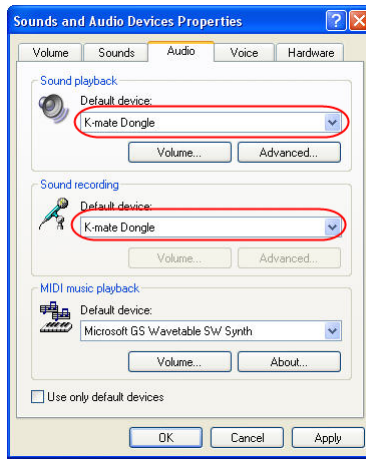 Sounds and Audio Devices Properties
Volume Sounds Audio Voice Hardware
Sound playback
Default device:
K-mate Dongle
Volume... Advanced...
Sound recording
Default device:
K-mate Dongle
Volume... Advanced...
MIDI music playback
Default device:
Microsoft GS Wavetable SW Synth
Volume... About...
Use only default devices
OK Cancel Apply